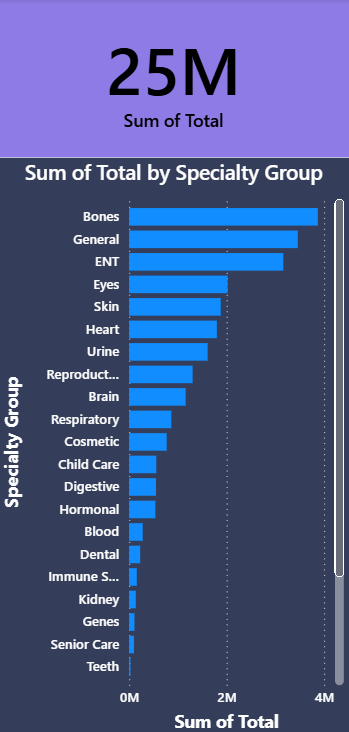 25M
Sum of Total
Sum of Total by Specialty Group
Specialty Group
Bones
General
ENT
Eyes
Skin
Heart
Urine
Reproduct...
Brain
Respiratory
Cosmetic
Child Care
Digestive
Hormonal
Blood
Dental
Immune S...
Kidney
Genes
Senior Care
Teeth
0M 2M 4M
Sum of Total